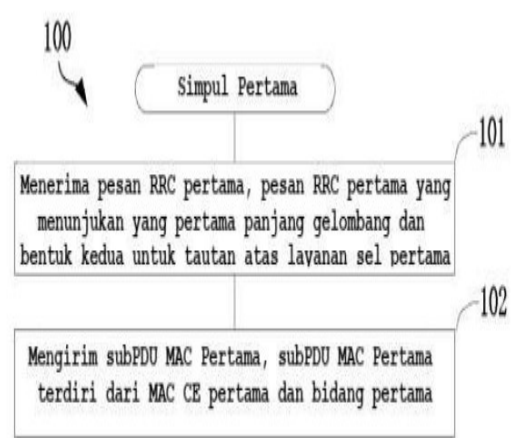 100
Simpul Pertama
101
Menerima pesan RRC pertama, pesan RRC pertama yang
menunjukan yang pertama panjang gelombang dan
bentuk kedua untuk tautan atas layanan sel pertama
102
Mengirim subPDU MAC Pertama, subPDU MAC Pertama
terdiri dari MAC CE pertama dan bidang pertama